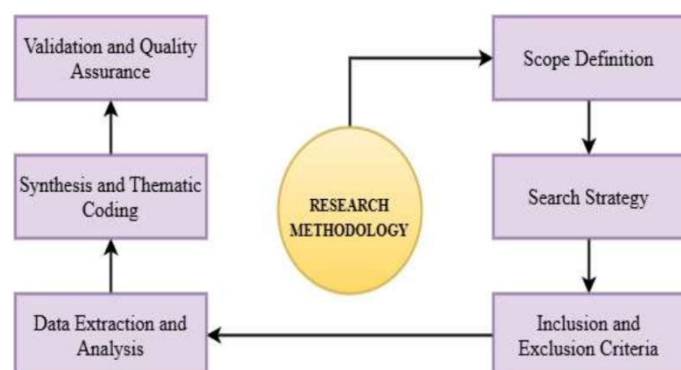 Validation and Quality
Assurance
Scope Definition
Synthesis and Thematic
Coding
RESEARCH
METHODOLOGY
Search Strategy
Data Extraction and
Analysis
Inclusion and
Exclusion Criteria